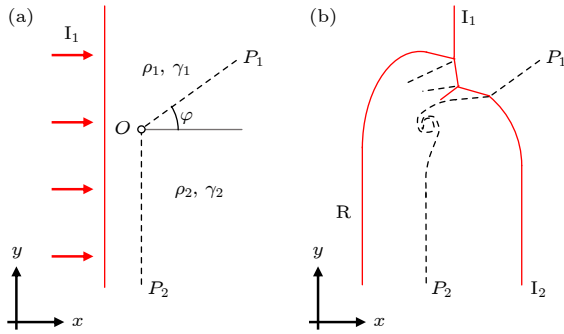 (a)
I₁
ρ₁, γ₁
P₁
O
φ
ρ₂, γ₂
P₂
y
x
(b)
I₁
P₁
R
P₂
I₂
y
x